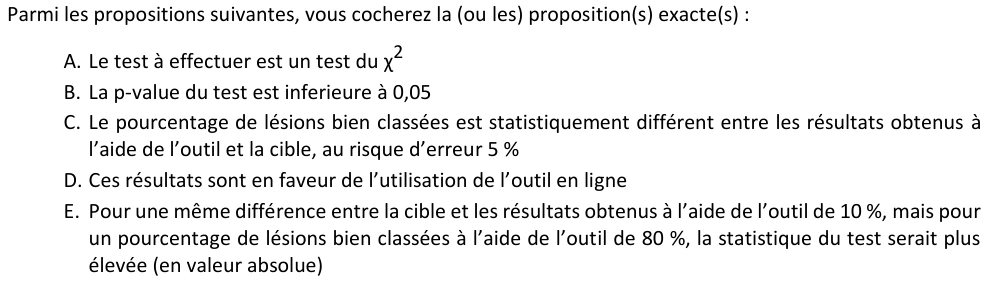 Parmi les propositions suivantes, vous cocherez la (ou les) proposition(s) exacte(s) :
A. Le test à effectuer est un test du χ²
B. La p-value du test est inferieure à 0,05
C. Le pourcentage de lésions bien classées est statistiquement différent entre les résultats obtenus à
l’aide de l’outil et la cible, au risque d’erreur 5 %
D. Ces résultats sont en faveur de l’utilisation de l’outil en ligne
E. Pour une même différence entre la cible et les résultats obtenus à l’aide de l’outil de 10 %, mais pour
un pourcentage de lésions bien classées à l’aide de l’outil de 80 %, la statistique du test serait plus
élevée (en valeur absolue)